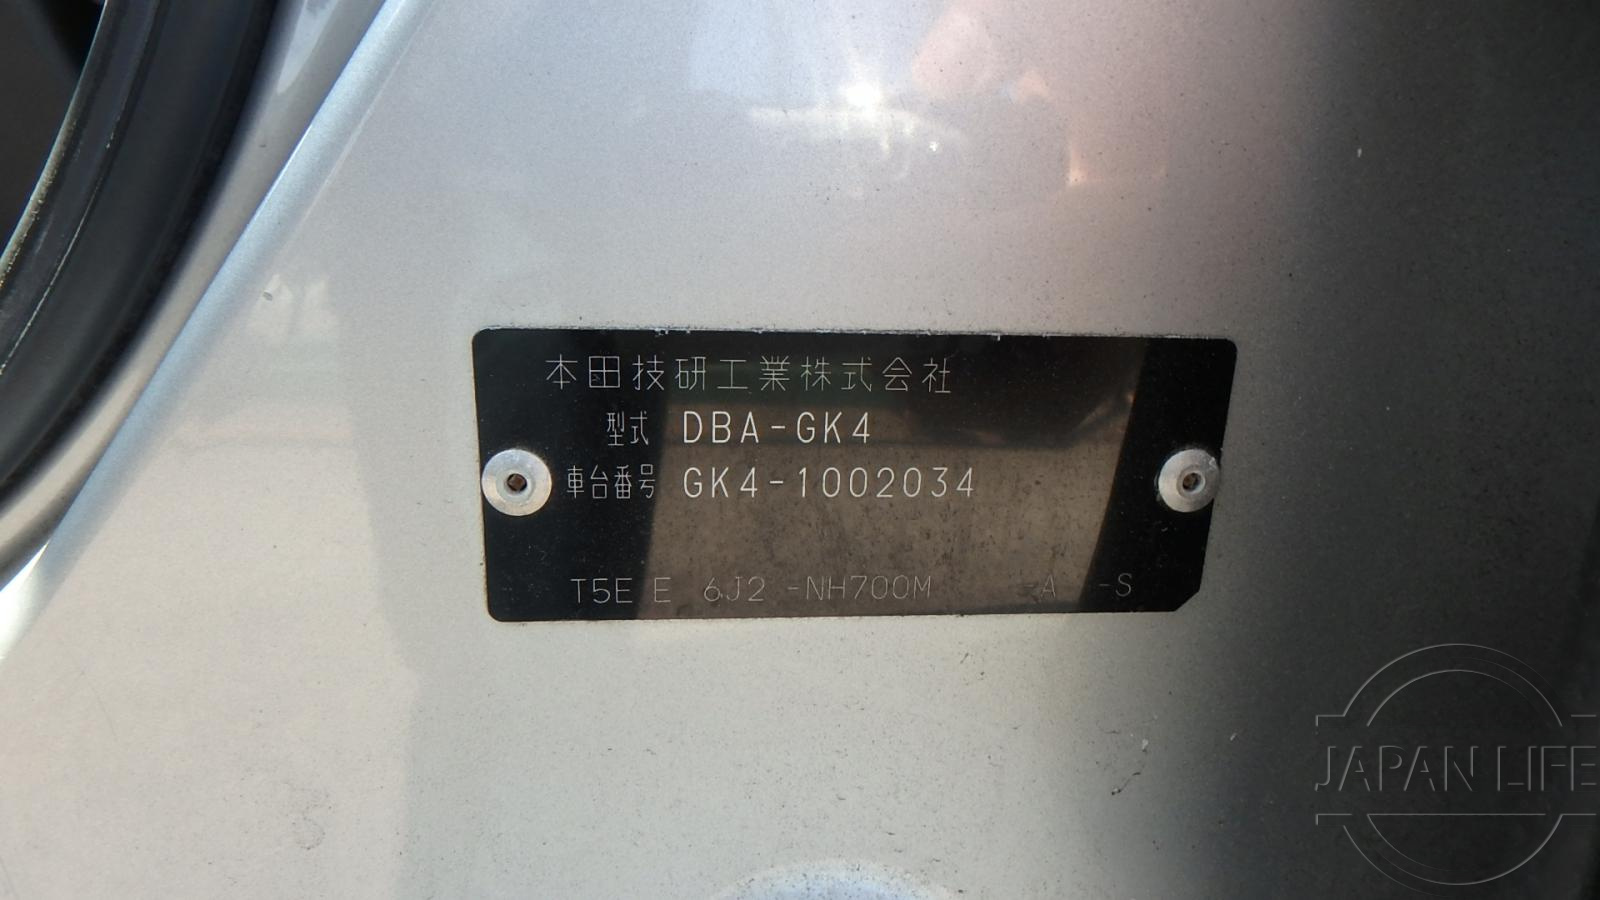 本田技研工業株式会社
型式 DBA-GK4
車台番号 GK4-1002034
T5E E 6J2 -NH700M -A -S
JAPAN LIFE